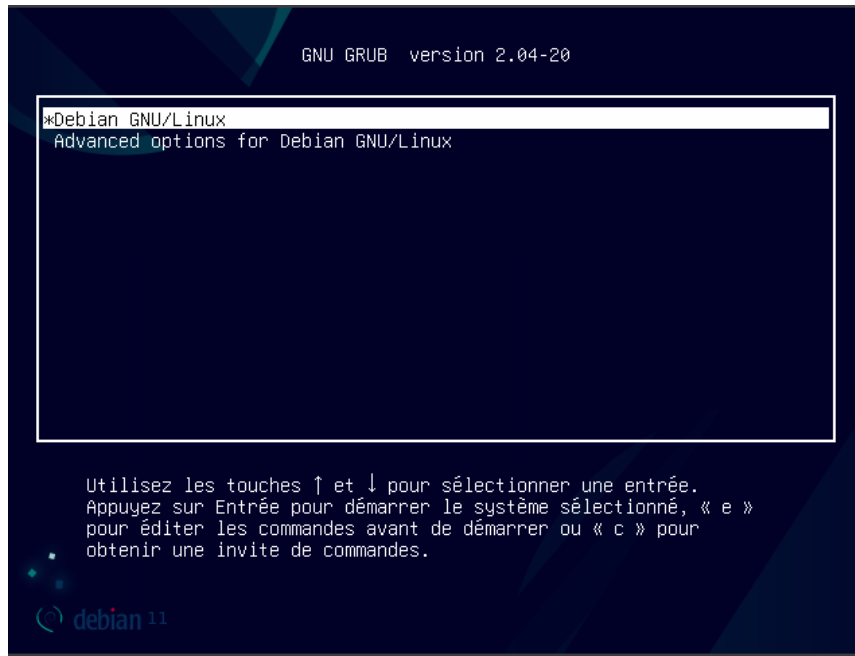 GNU GRUB version 2.04-20
*Debian GNU/Linux
Advanced options for Debian GNU/Linux
Utilisez les touches ↑ et ↓ pour sélectionner une entrée.
Appuyez sur Entrée pour démarrer le système sélectionné, « e »
pour éditer les commandes avant de démarrer ou « c » pour
obtenir une invite de commandes.
debian 11